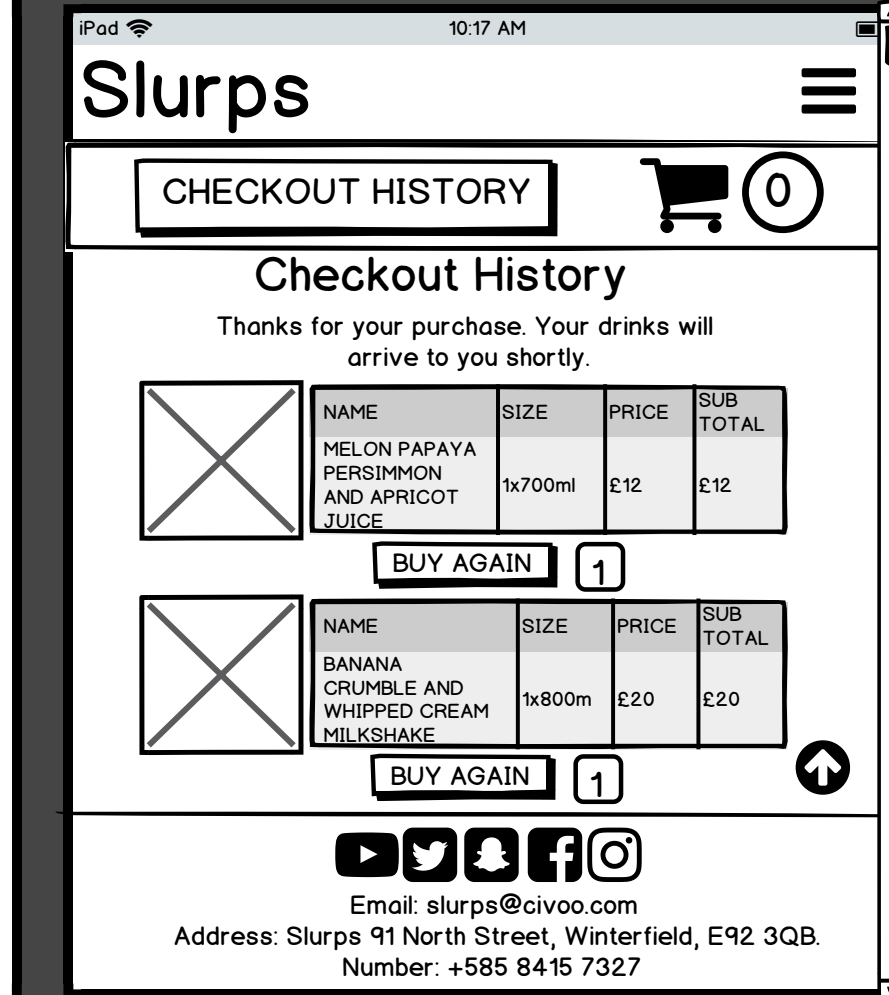 iPad 10:17 AM
Slurps
CHECKOUT HISTORY 0
Checkout History
Thanks for your purchase. Your drinks will
arrive to you shortly.
NAME SIZE PRICE SUB TOTAL
MELON PAPAYA
PERSIMMON
AND APRICOT
JUICE
1x700ml £12 £12
BUY AGAIN 1
NAME SIZE PRICE SUB TOTAL
BANANA
CRUMBLE AND
WHIPPED CREAM
MILKSHAKE
1x800m £20 £20
BUY AGAIN 1
Email: slurps@civoo.com
Address: Slurps 91 North Street, Winterfield, E92 3QB.
Number: +585 8415 7327